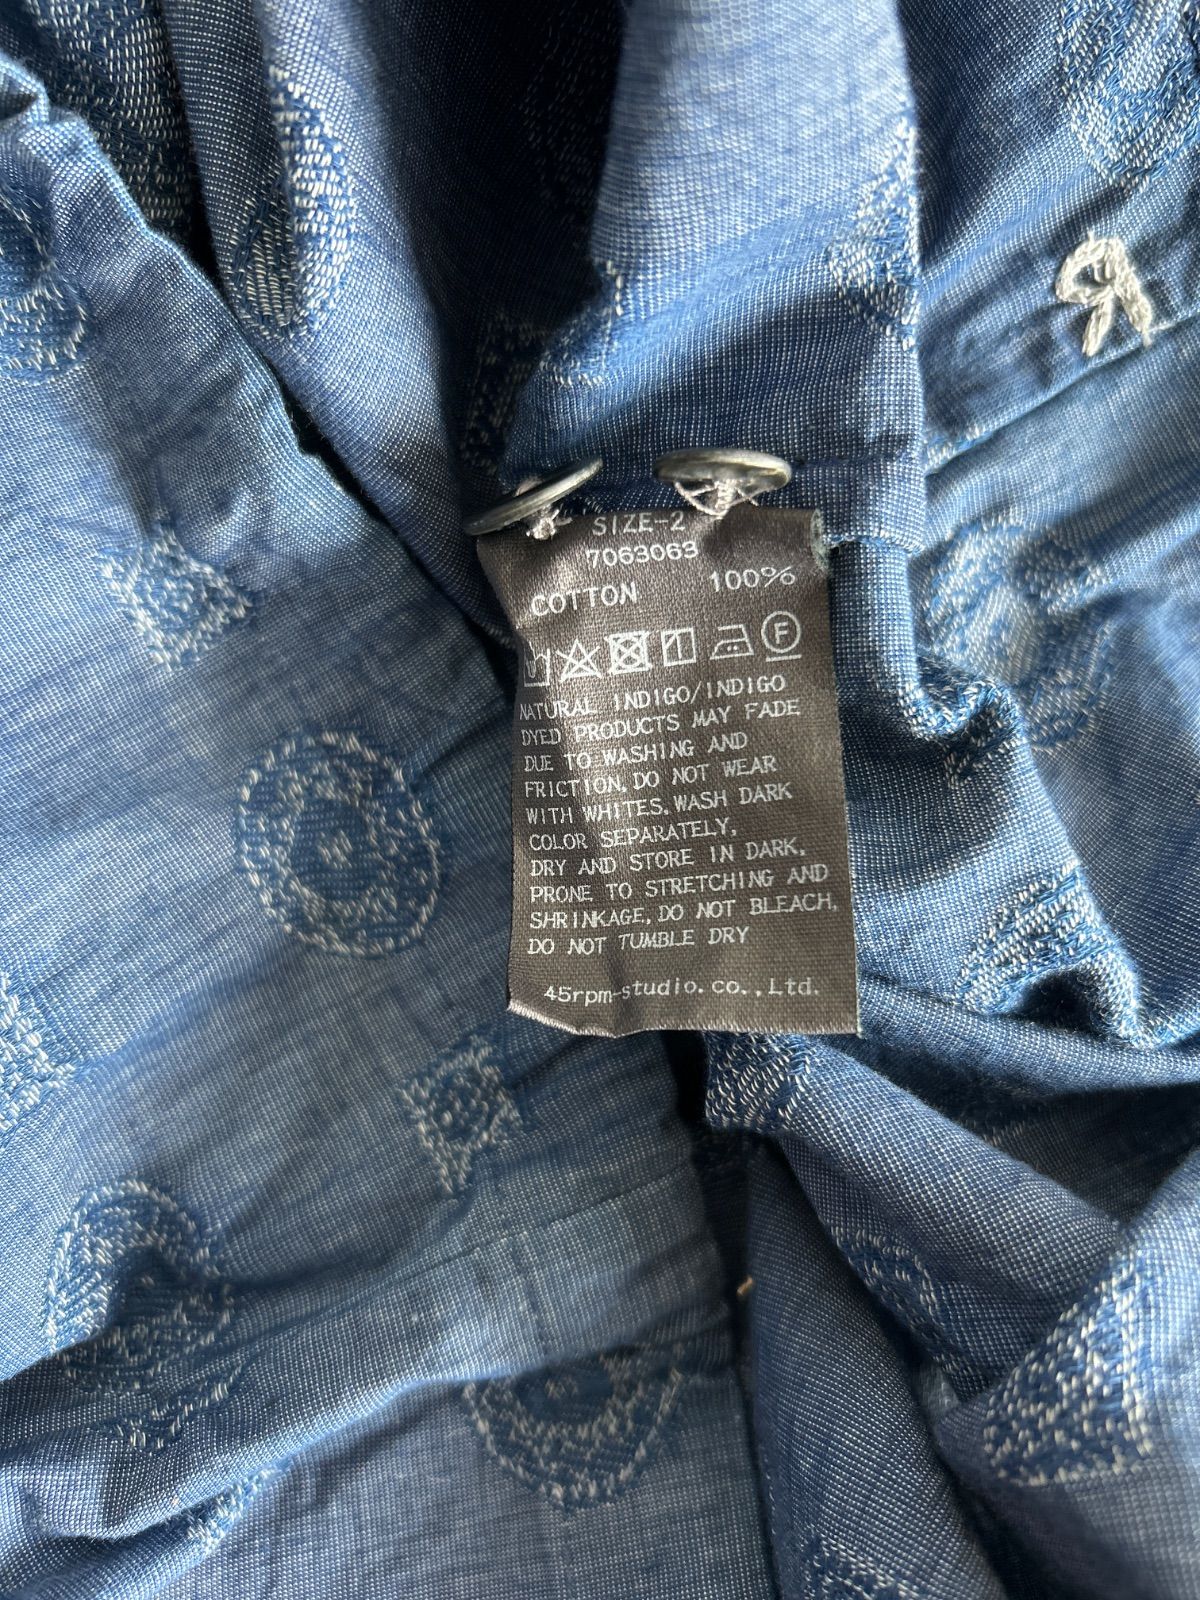 SIZE-2
7063063
COTTON 100%
F
NATURAL INDIGO/INDIGO
DYED PRODUCTS MAY FADE
DUE TO WASHING AND
FRICTION, DO NOT WEAR
WITH WHITES, WASH DARK
COLOR SEPARATELY,
DRY AND STORE IN DARK,
PRONE TO STRETCHING AND
SHRINKAGE, DO NOT BLEACH,
DO NOT TUMBLE DRY
45rpm-studio.co.,Ltd.